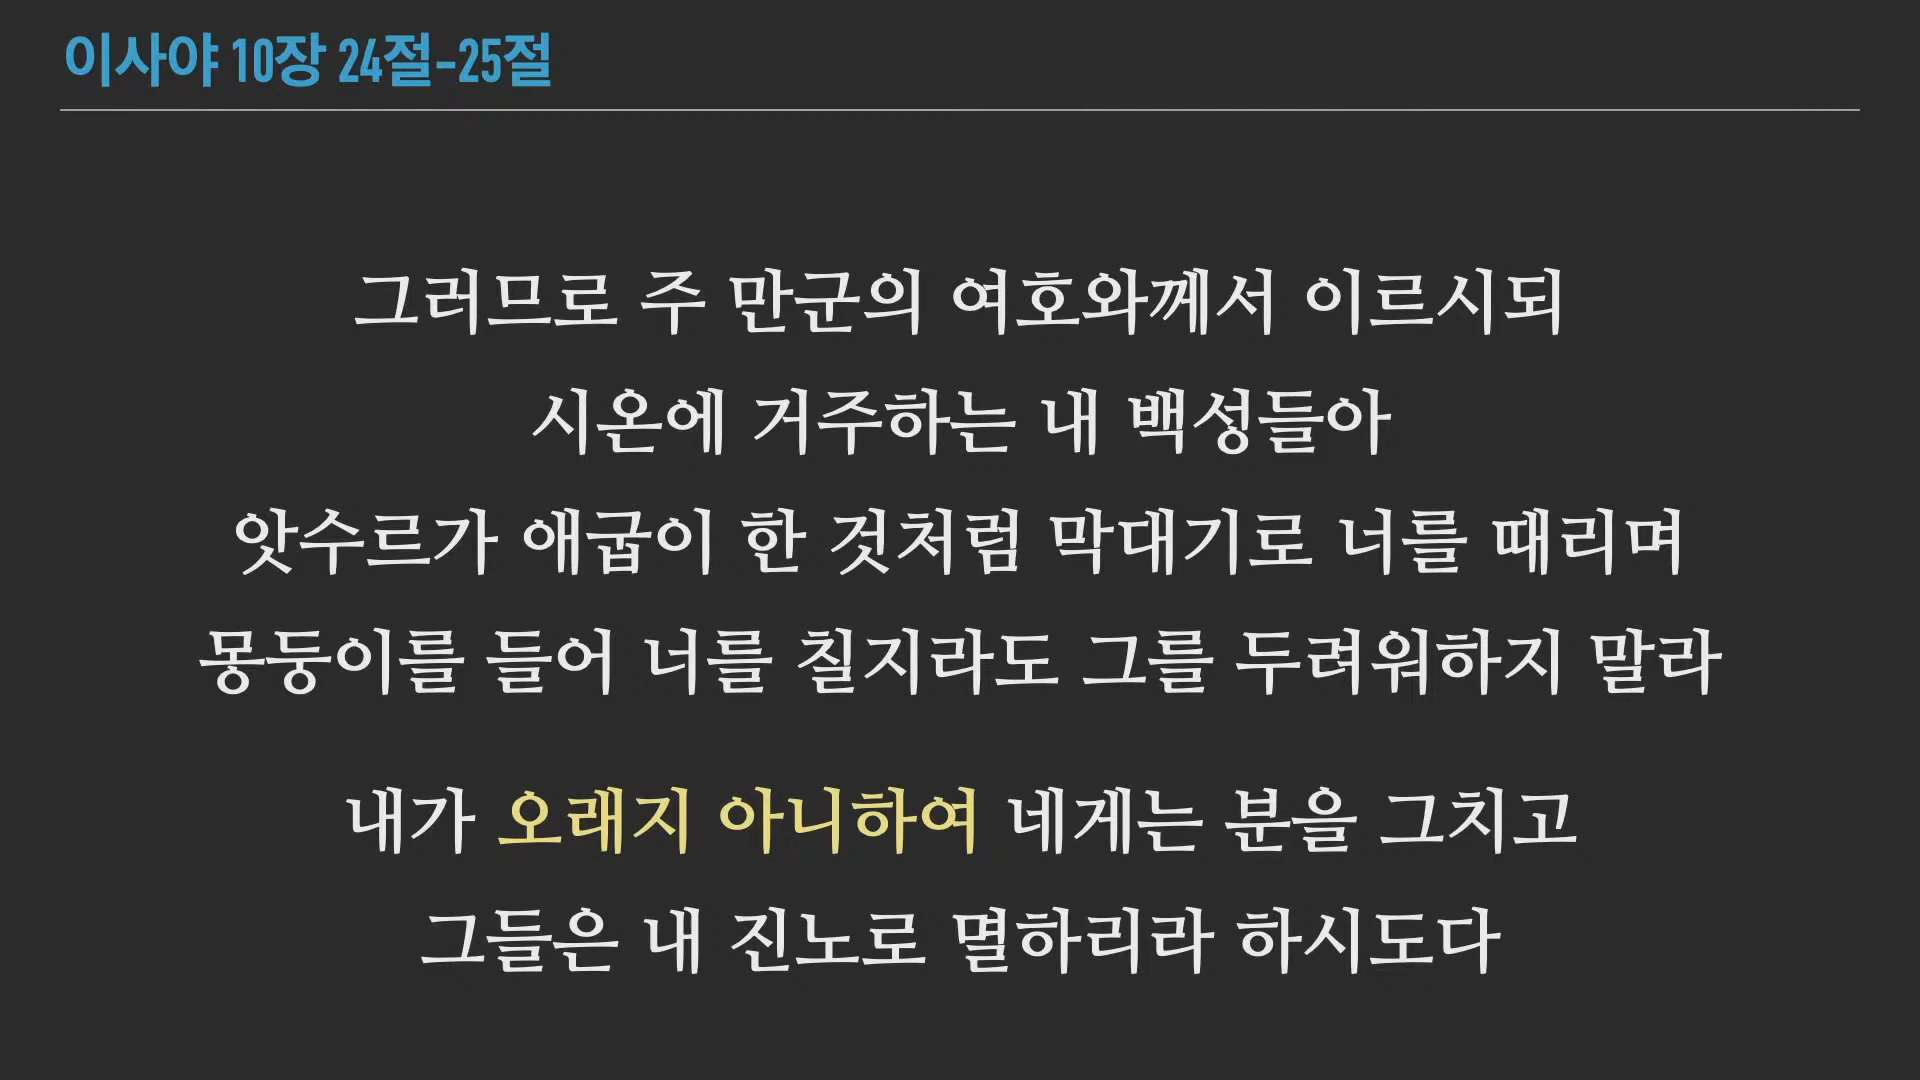 이사야 10장 24절-25절
그러므로 주 만군의 여호와께서 이르시되
시온에 거주하는 내 백성들아
앗수르가 애굽이 한 것처럼 막대기로 너를 때리며
몽둥이를 들어 너를 칠지라도 그를 두려워하지 말라
내가 오래지 아니하여 네게는 분을 그치고
그들은 내 진노로 멸하리라 하시도다